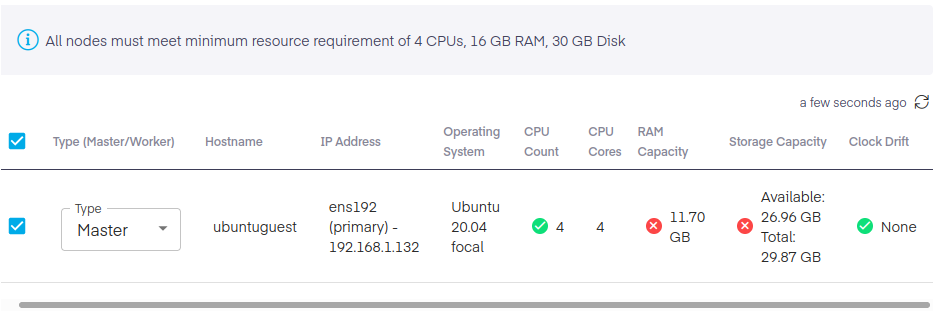 All nodes must meet minimum resource requirement of 4 CPUs, 16 GB RAM, 30 GB Disk
a few seconds ago
Type (Master/Worker) Hostname IP Address Operating System CPU Count CPU Cores RAM Capacity Storage Capacity Clock Drift
Type
Master
ubuntuguest
ens192
(primary) -
192.168.1.132
Ubuntu
20.04
focal
4
4
11.70
GB
Available:
26.96 GB
Total:
29.87 GB
None